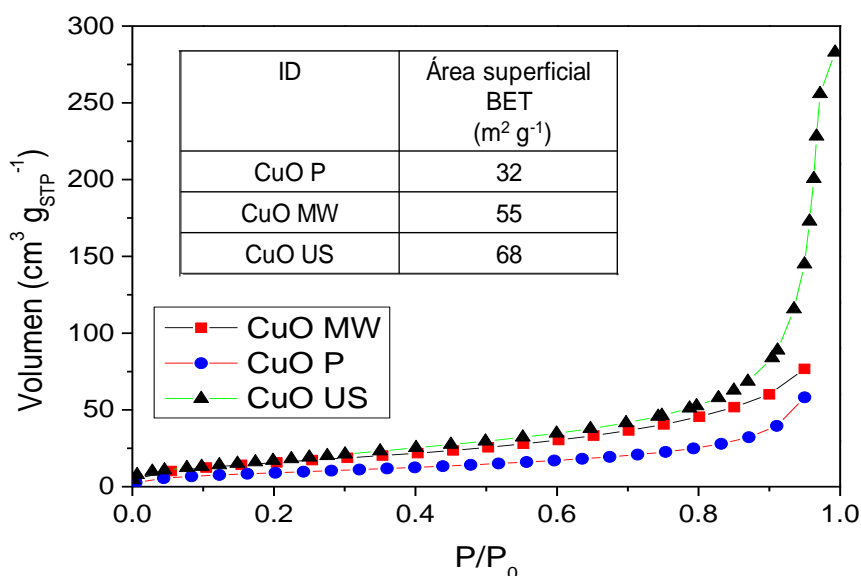 300
250
200
150
100
50
0
Volumen (cm³ g_STP⁻¹)
ID Área superficial BET (m² g⁻¹)
CuO P 32
CuO MW 55
CuO US 68
CuO MW
CuO P
CuO US
0.0 0.2 0.4 0.6 0.8 1.0
P/P₀